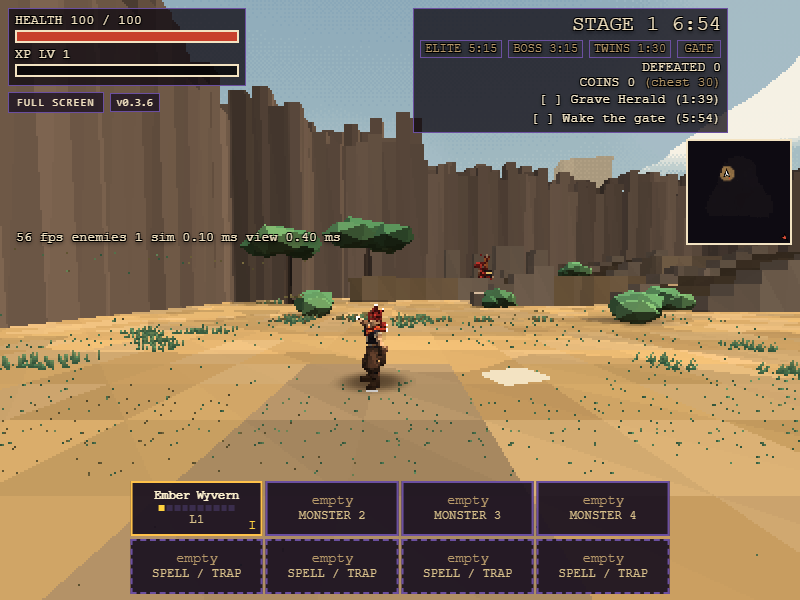 HEALTH 100 / 100
XP LV 1
FULL SCREEN
v0.3.6
STAGE 1 6:54
ELITE 5:15
BOSS 3:15
TWINS 1:30
GATE
DEFEATED 0
COINS 0 (chest 30)
[ ] Grave Herald (1:39)
[ ] Wake the gate (5:54)
56 fps enemies 1 sim 0.10 ms view 0.40 ms
Ember Wyvern
L1
I
empty
MONSTER 2
empty
MONSTER 3
empty
MONSTER 4
empty
SPELL / TRAP
empty
SPELL / TRAP
empty
SPELL / TRAP
empty
SPELL / TRAP